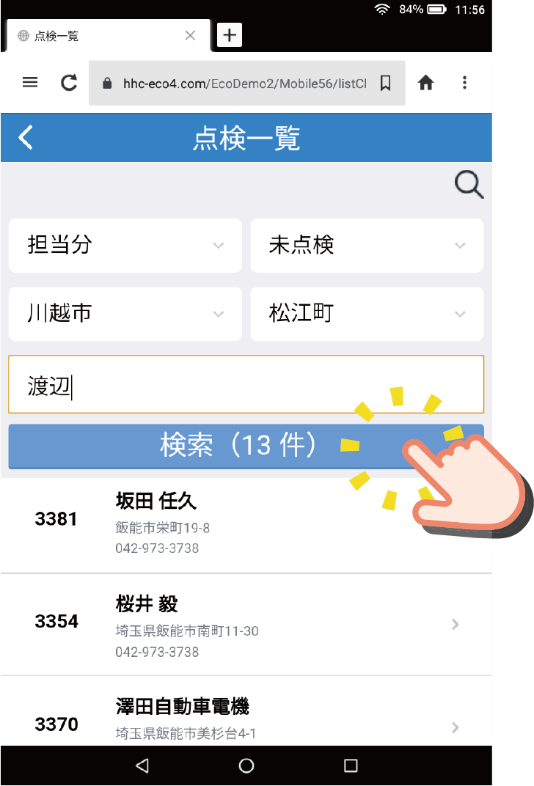 84% 11:56
点検一覧
hhc-eco4.com/EcoDemo2/Mobile56/listCl
点検一覧
担当分 未点検
川越市 松江町
渡辺
検索（13 件）
3381
坂田 任久
飯能市栄町19-8
042-973-3738
3354
桜井 毅
埼玉県飯能市南町11-30
042-973-3738
3370
澤田自動車電機
埼玉県飯能市美杉台4-1